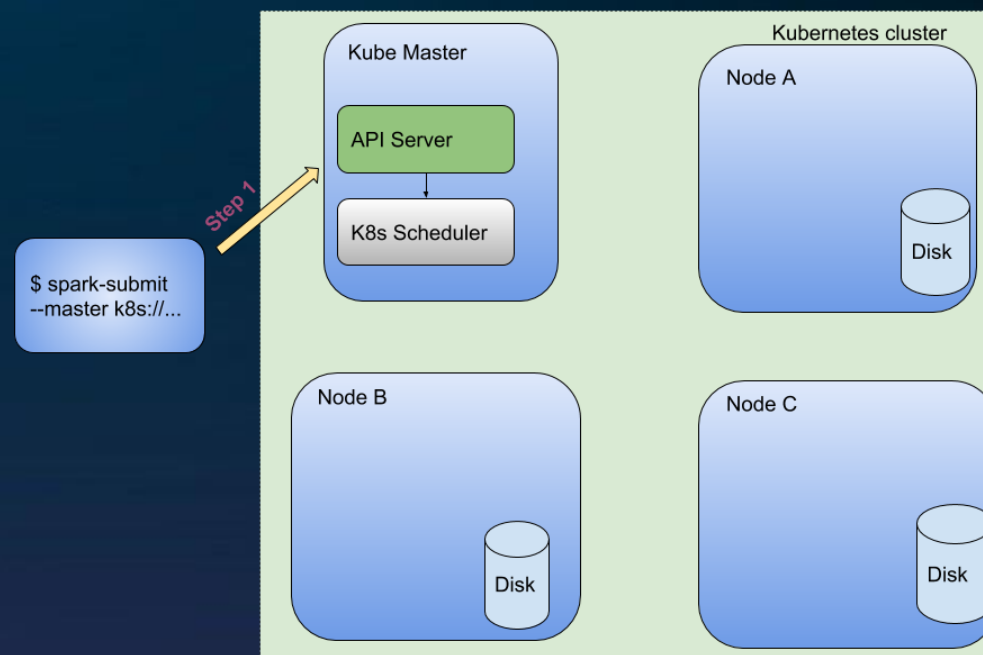 Kubernetes cluster
Kube Master
Node A
API Server
Step 1
K8s Scheduler
Disk
$ spark-submit
--master k8s://...
Node B
Node C
Disk
Disk